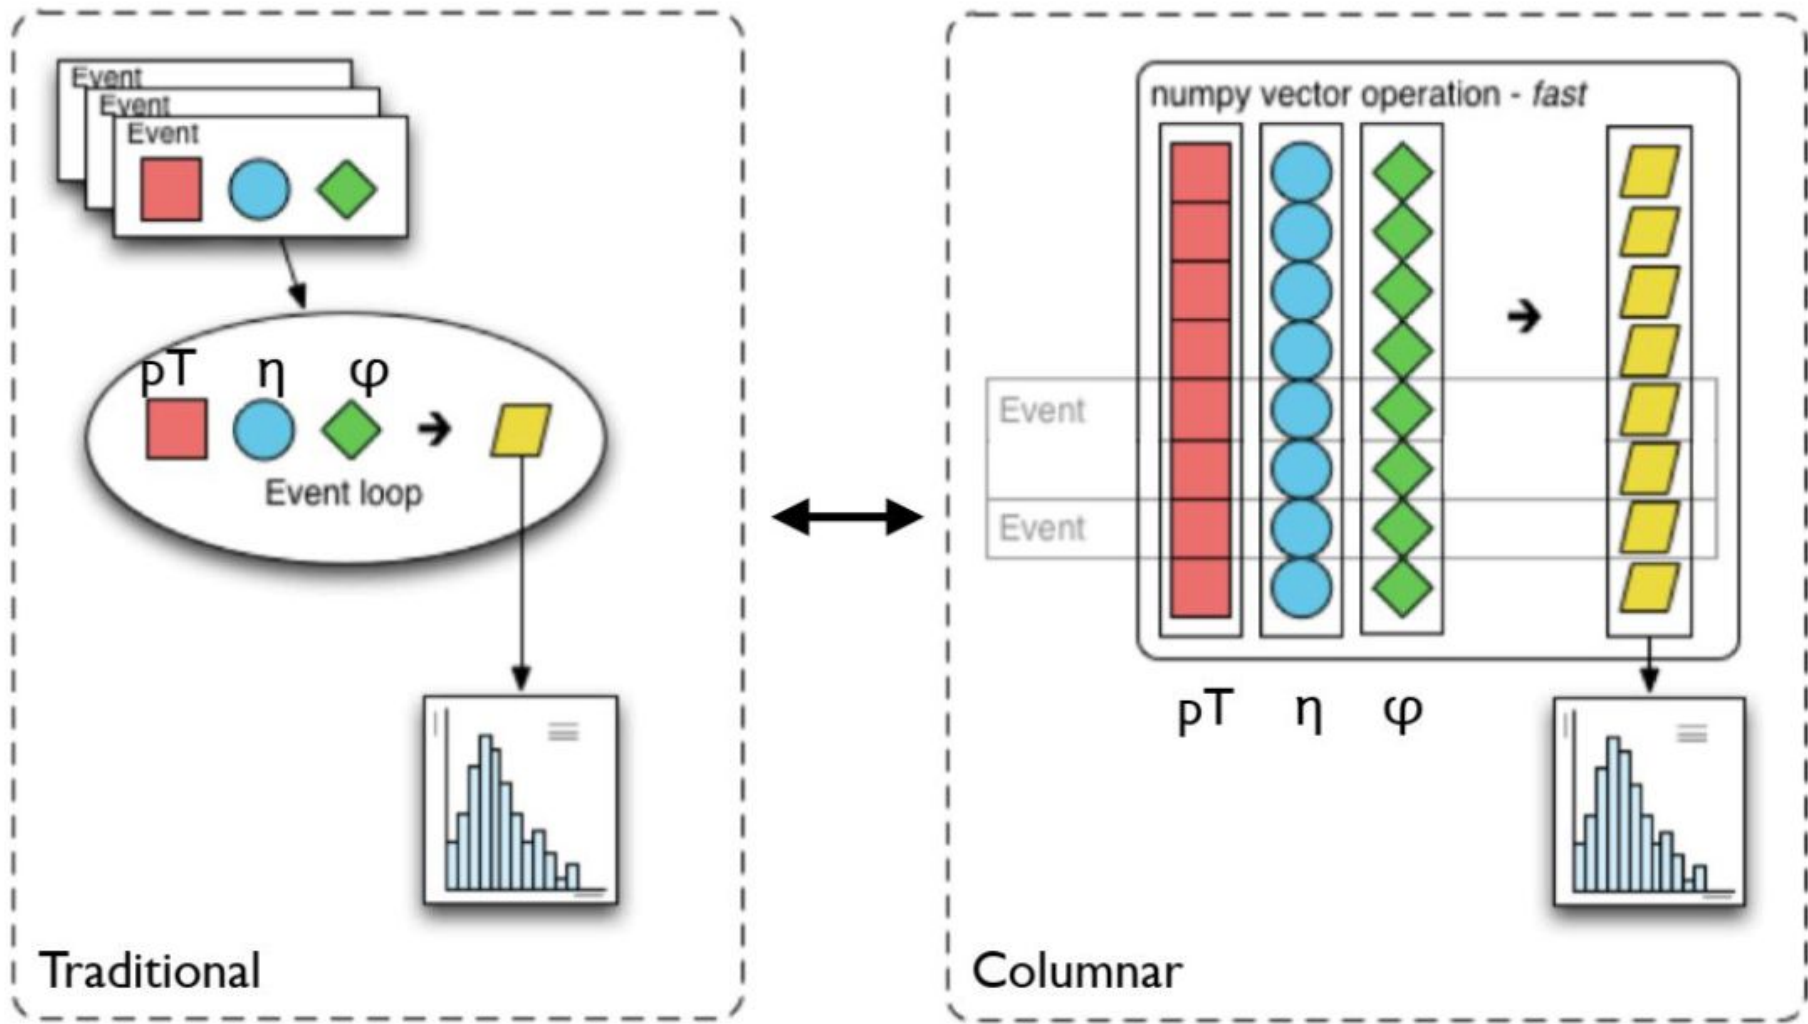 Event
Event
Event
pT η φ
Event loop
Traditional
numpy vector operation - fast
Event
Event
pT η φ
Columnar